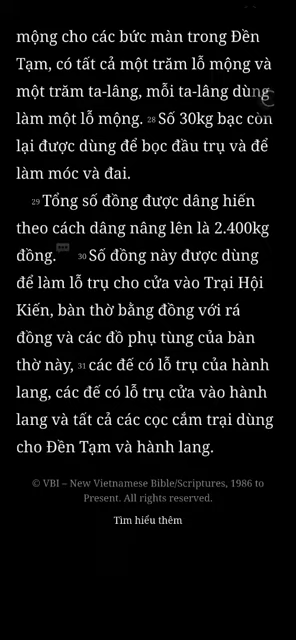 mộng cho các bức màn trong Đền
Tạm, có tất cả một trăm lỗ mộng và
một trăm ta-lâng, mỗi ta-lâng dùng
làm một lỗ mộng. 28 Số 30kg bạc còn
lại được dùng để bọc đầu trụ và để
làm móc và đai.
29 Tổng số đồng được dâng hiến
theo cách dâng nâng lên là 2.400kg
đồng. 30 Số đồng này được dùng
để làm lỗ trụ cho cửa vào Trại Hội
Kiến, bàn thờ bằng đồng với rá
đồng và các đồ phụ tùng của bàn
thờ này, 31 các đế có lỗ trụ của hành
lang, các đế có lỗ trụ cửa vào hành
lang và tất cả các cọc cắm trại dùng
cho Đền Tạm và hành lang.
© VBI – New Vietnamese Bible/Scriptures, 1986 to
Present. All rights reserved.
Tìm hiểu thêm